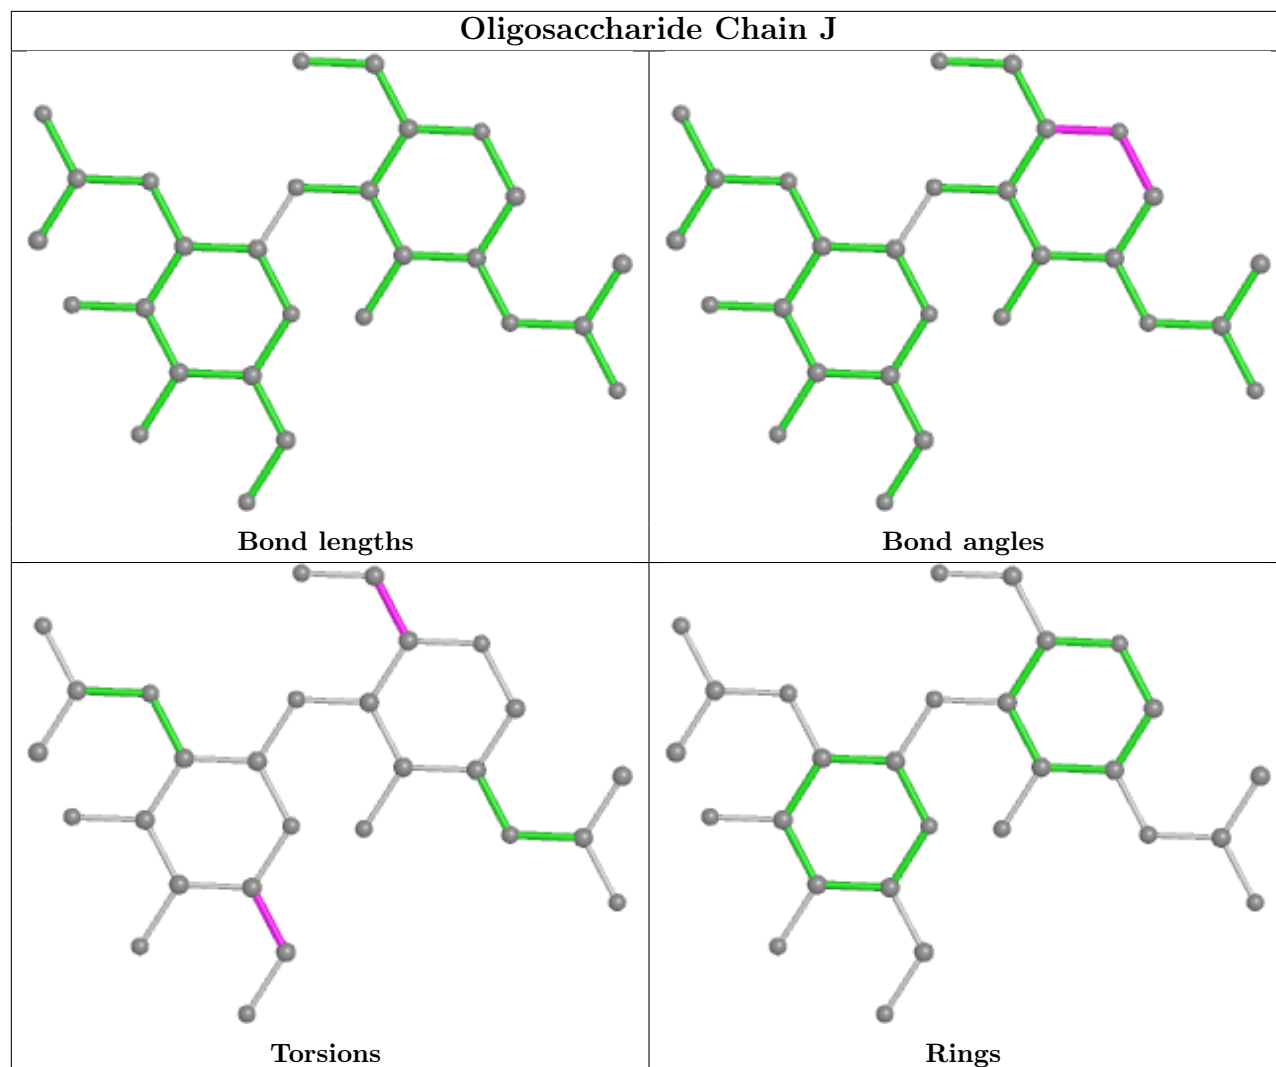 Oligosaccharide Chain J
Bond lengths
Bond angles
Torsions
Rings